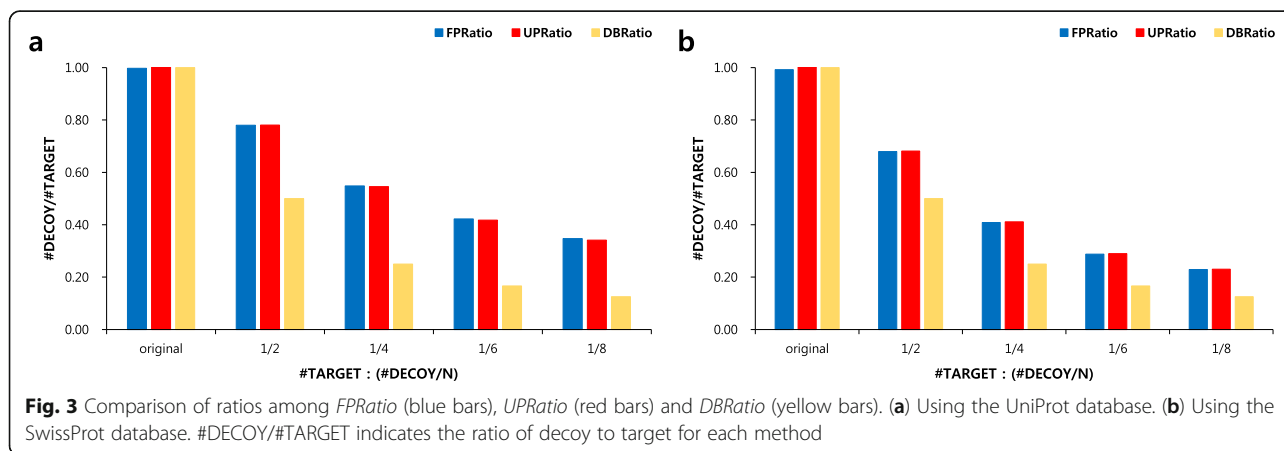 a
FPRatio UPRatio DBRatio
#DECOY/#TARGET
1.00
0.80
0.60
0.40
0.20
0.00
original 1/2 1/4 1/6 1/8
#TARGET : (#DECOY/N)
b
FPRatio UPRatio DBRatio
#DECOY/#TARGET
1.00
0.80
0.60
0.40
0.20
0.00
original 1/2 1/4 1/6 1/8
#TARGET : (#DECOY/N)
Fig. 3 Comparison of ratios among FPRatio (blue bars), UPRatio (red bars) and DBRatio (yellow bars). (a) Using the UniProt database. (b) Using the
SwissProt database. #DECOY/#TARGET indicates the ratio of decoy to target for each method